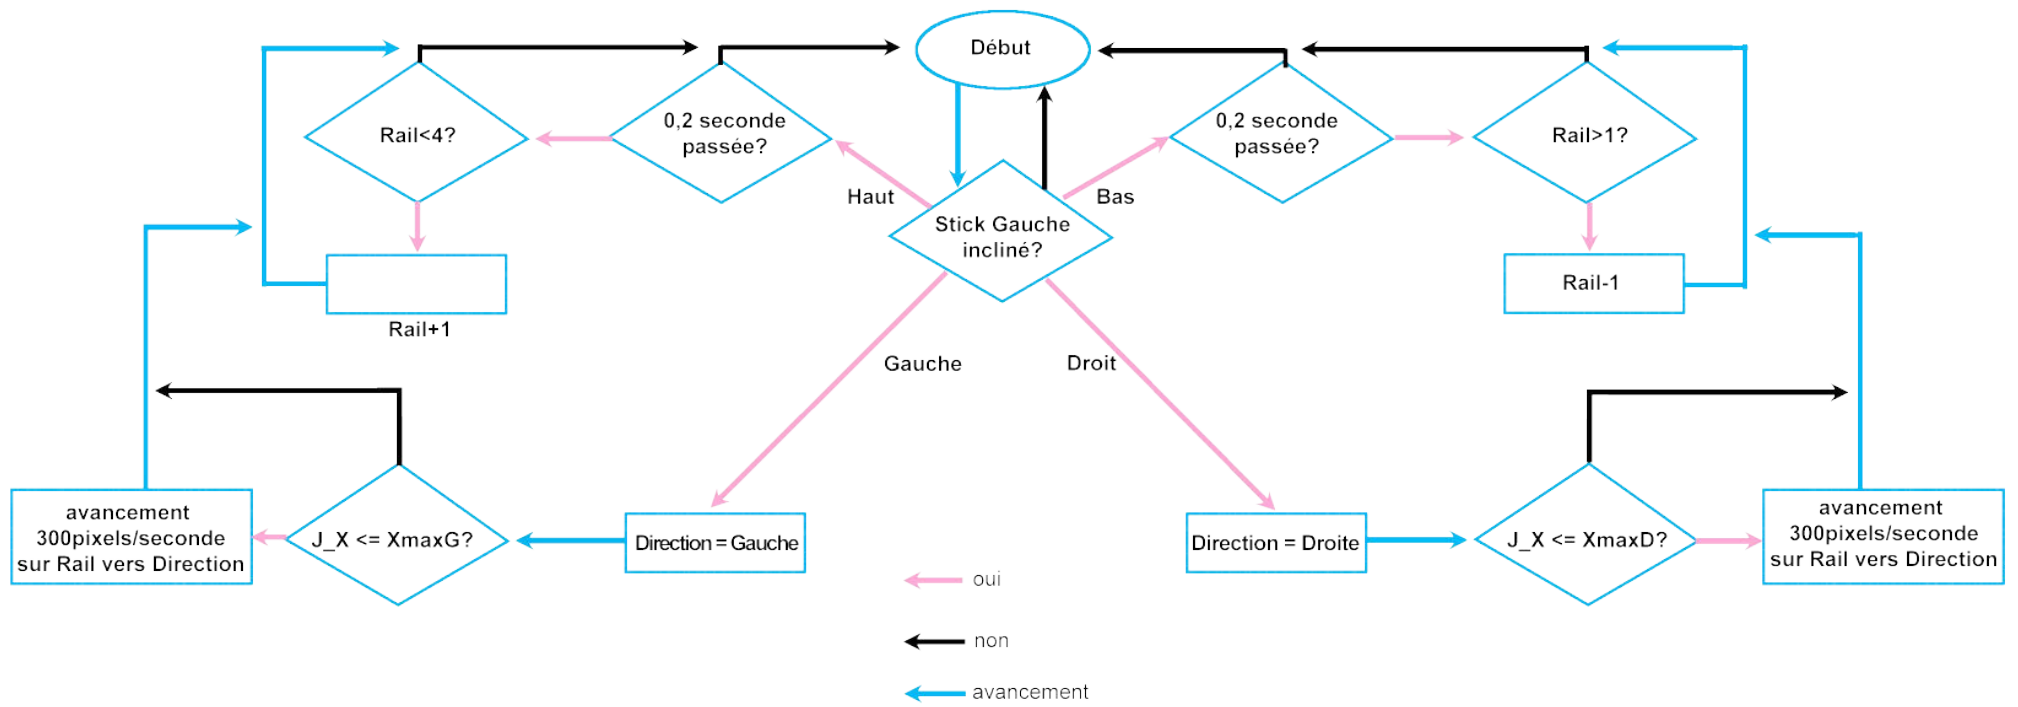 Début
Rail<4?
0,2 seconde
passée?
0,2 seconde
passée?
Rail>1?
Haut
Bas
Stick Gauche
incliné?
Rail+1
Rail-1
Gauche
Droit
avancement
300pixels/seconde
sur Rail vers Direction
J_X <= XmaxG?
Direction = Gauche
Direction = Droite
J_X <= XmaxD?
avancement
300pixels/seconde
sur Rail vers Direction
oui
non
avancement